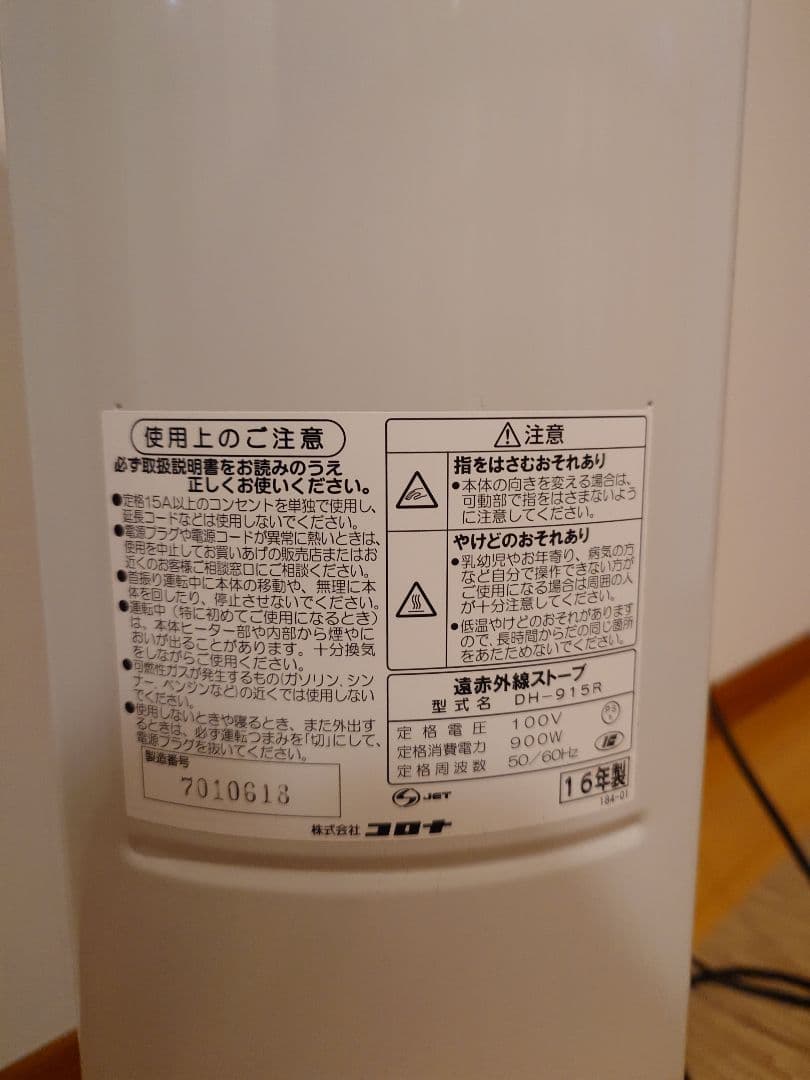 使用上のご注意
必ず取扱説明書をお読みのうえ
正しくお使いください。
●定格15A以上のコンセントを単独で使用し、
延長コードなどは使用しないでください。
●電源プラグや電源コードが異常に熱いときは、
使用を中止してお買いあげの販売店またはお
近くのお客様ご相談窓口にご相談ください。
●首振り運転中に本体の移動や、無理に本
体を回したり、停止させないでください。
●運転中(特に初めてご使用になるとき)
は、本体ヒーター部や内部から煙やに
おいが出ることがあります。十分換気
をしながらご使用ください。
●可燃性ガスが発生するもの(ガソリン、シン
ナー、ベンジンなど)の近くでは使用しない
でください。
●使用しないときや寝るとき、また外出す
るときは、必ず運転つまみを「切」にして、
電源プラグを抜いてください。
製造番号
7010618
⚠注意
指をはさむおそれあり
●本体の向きを変える場合は、
可動部で指をはさまないよう
に注意してください。
やけどのおそれあり
●乳幼児やお年寄り、病気の方
など自分で操作できない方が
ご使用になる場合は周囲の人
が十分注意してください。
●低温やけどのおそれがあります
ので、長時間からだの同じ箇所
をあたためないでください。
遠赤外線ストーブ
型式名 DH-915R
定格電圧 100V
定格消費電力 900W
定格周波数 50/60Hz
PSE
JET
16年製
184-01
株式会社 コロナ